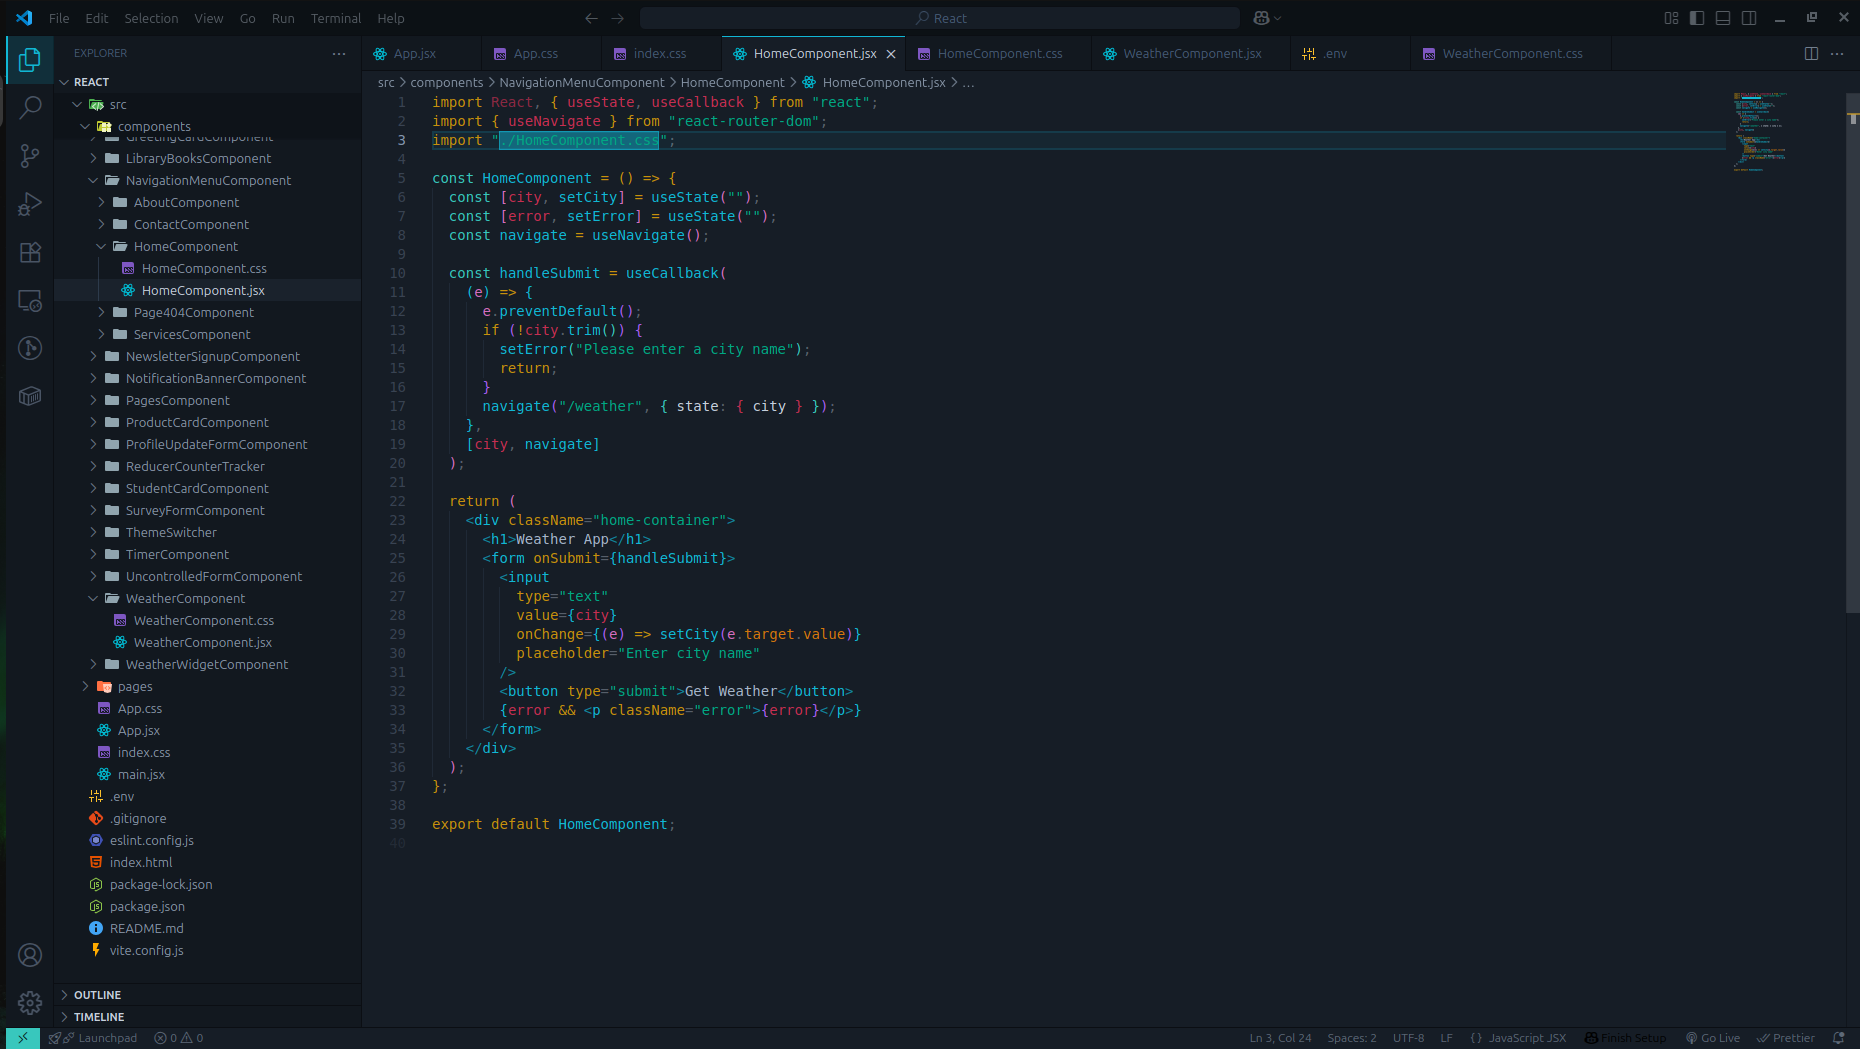 File Edit Selection View Go Run Terminal Help
React
EXPLORER
App.jsx App.css index.css HomeComponent.jsx HomeComponent.css WeatherComponent.jsx .env WeatherComponent.css
src > components > NavigationMenuComponent > HomeComponent > HomeComponent.jsx > ...
REACT
src
components
GreetingCardComponent
LibraryBooksComponent
NavigationMenuComponent
AboutComponent
ContactComponent
HomeComponent
HomeComponent.css
HomeComponent.jsx
Page404Component
ServicesComponent
NewsletterSignupComponent
NotificationBannerComponent
PagesComponent
ProductCardComponent
ProfileUpdateFormComponent
ReducerCounterTracker
StudentCardComponent
SurveyFormComponent
ThemeSwitcher
TimerComponent
UncontrolledFormComponent
WeatherComponent
WeatherComponent.css
WeatherComponent.jsx
WeatherWidgetComponent
pages
App.css
App.jsx
index.css
main.jsx
.env
.gitignore
eslint.config.js
index.html
package-lock.json
package.json
README.md
vite.config.js
OUTLINE
TIMELINE
1 import React, { useState, useCallback } from "react";
2 import { useNavigate } from "react-router-dom";
3 import "./HomeComponent.css";
4
5 const HomeComponent = () => {
6 const [city, setCity] = useState("");
7 const [error, setError] = useState("");
8 const navigate = useNavigate();
9
10 const handleSubmit = useCallback(
11 (e) => {
12 e.preventDefault();
13 if (!city.trim()) {
14 setError("Please enter a city name");
15 return;
16 }
17 navigate("/weather", { state: { city } });
18 },
19 [city, navigate]
20 );
21
22 return (
23 <div className="home-container">
24 <h1>Weather App</h1>
25 <form onSubmit={handleSubmit}>
26 <input
27 type="text"
28 value={city}
29 onChange={(e) => setCity(e.target.value)}
30 placeholder="Enter city name"
31 />
32 <button type="submit">Get Weather</button>
33 {error && <p className="error">{error}</p>}
34 </form>
35 </div>
36 );
37 };
38
39 export default HomeComponent;
40
Launchpad 0 0 Ln 3, Col 24 Spaces: 2 UTF-8 LF {} JavaScript JSX Finish Setup Go Live Prettier